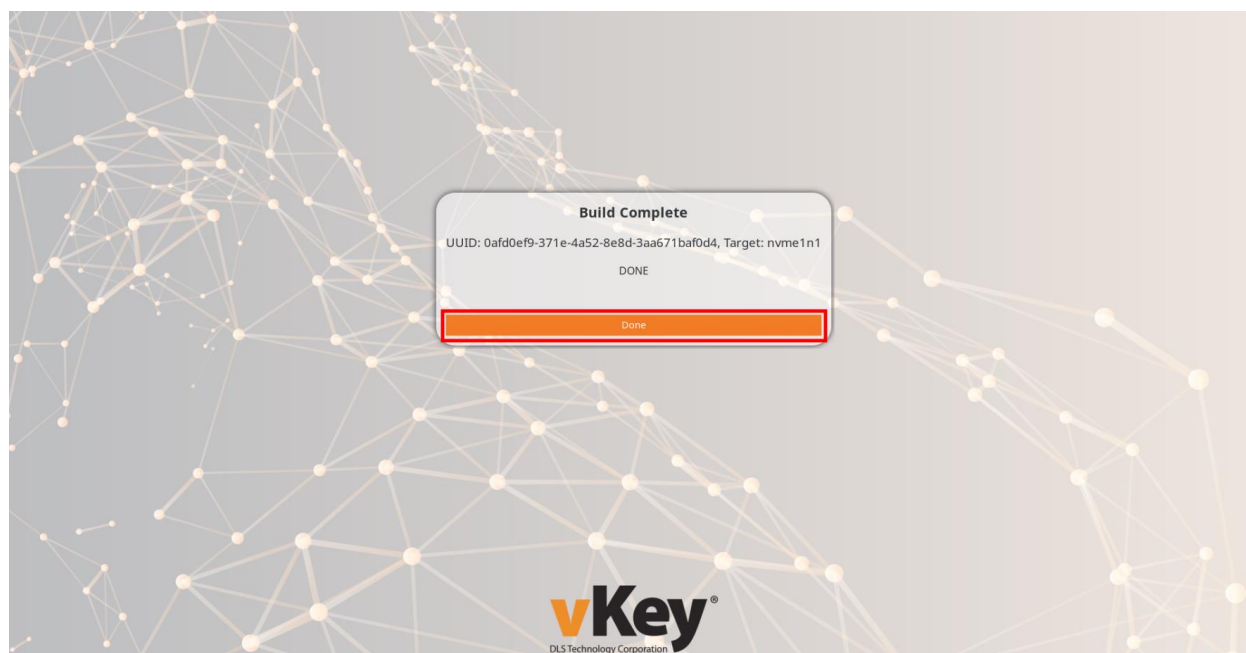 Build Complete
UUID: 0afd0ef9-371e-4a52-8e8d-3aa671baf0d4, Target: nvme1n1
DONE
Done
vKey®
DLS Technology Corporation